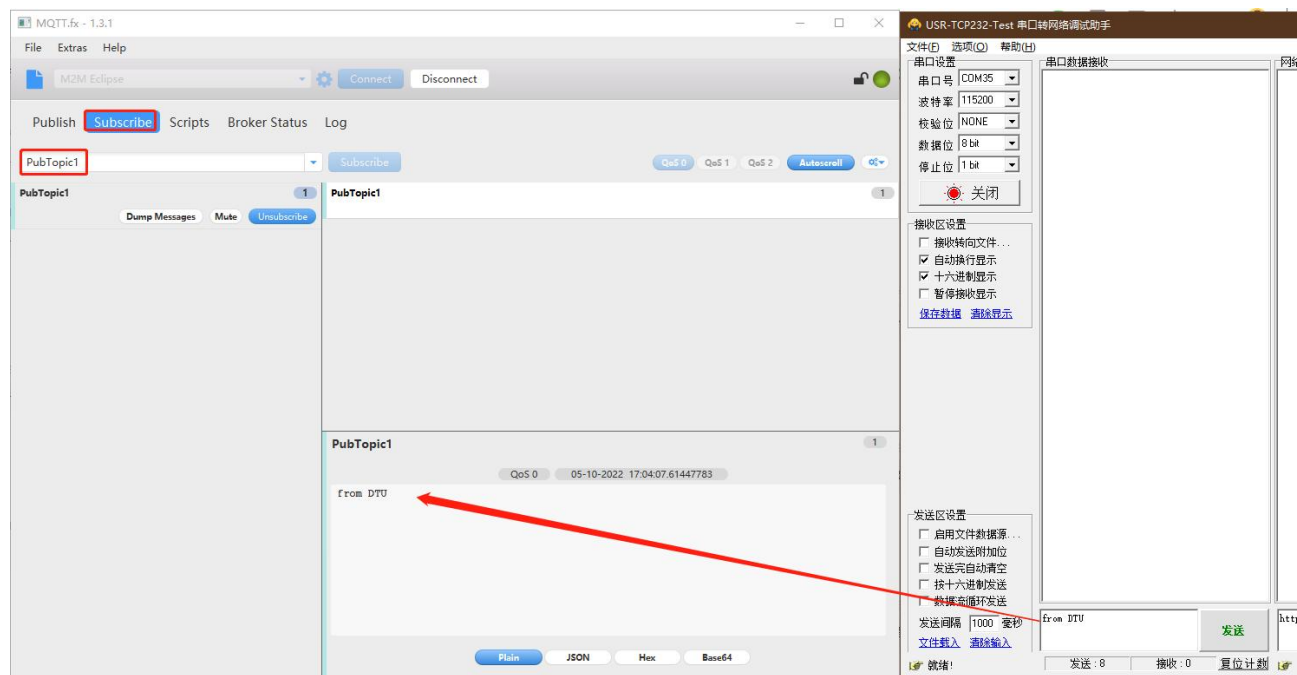 MQTT.fx - 1.3.1
File Extras Help
M2M Eclipse
Connect
Disconnect
Publish Subscribe Scripts Broker Status Log
PubTopic1
Subscribe
QoS 0 QoS 1 QoS 2 Autoscroll
PubTopic1 1
Dump Messages Mute Unsubscribe
PubTopic1 1
PubTopic1 1
QoS 0 05-10-2022 17:04:07.61447783
from DTU
Plain JSON Hex Base64
USR-TCP232-Test 串口转网络调试助手
文件(F) 选项(O) 帮助(H)
串口设置
串口号 COM35
波特率 115200
校验位 NONE
数据位 8 bit
停止位 1 bit
关闭
接收区设置
接收转向文件...
自动换行显示
十六进制显示
暂停接收显示
保存数据 清除显示
发送区设置
启用文件数据源...
自动发送附加位
发送完自动清空
按十六进制发送
数据流循环发送
发送间隔 1000 毫秒
文件载入 清除输入
就绪!
串口数据接收
from DTU
发送
发送:8 接收:0 复位计数
网络
http